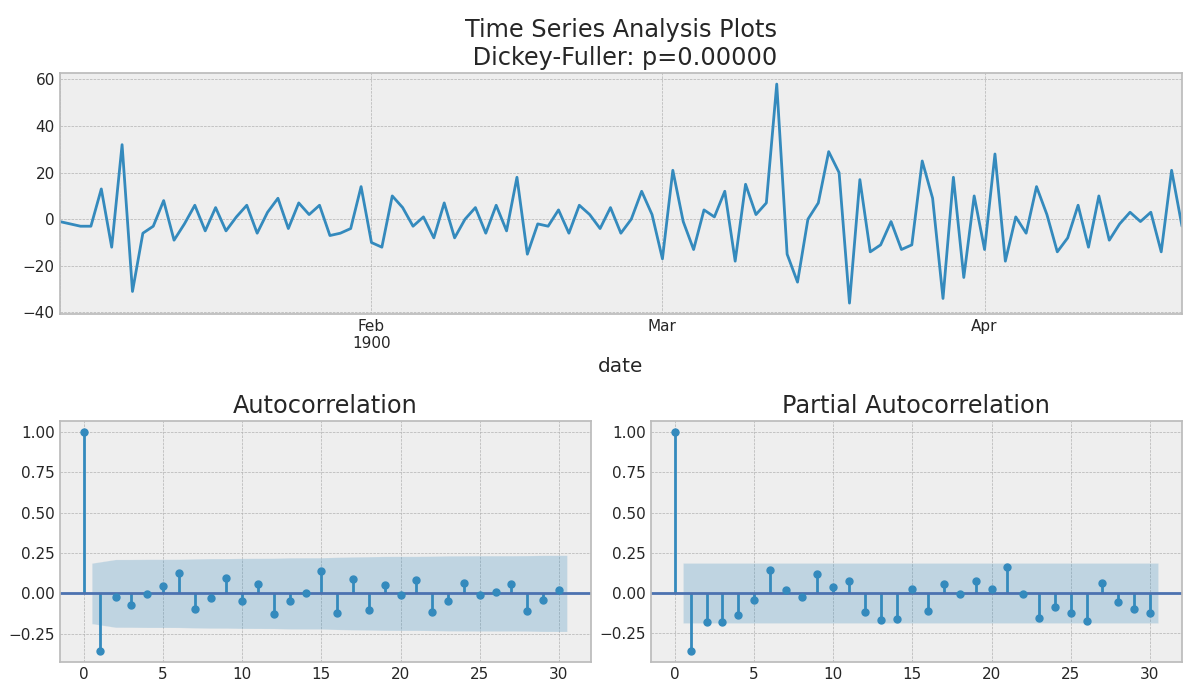 Time Series Analysis Plots
Dickey-Fuller: p=0.00000
60
40
20
0
−20
−40
Feb
1900
Mar
Apr
date
Autocorrelation
1.00
0.75
0.50
0.25
0.00
−0.25
0 5 10 15 20 25 30
Partial Autocorrelation
1.00
0.75
0.50
0.25
0.00
−0.25
0 5 10 15 20 25 30